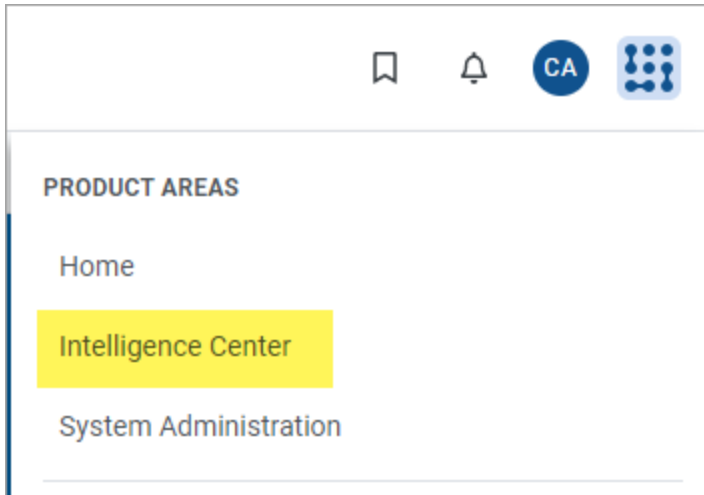 CA
PRODUCT AREAS
Home
Intelligence Center
System Administration